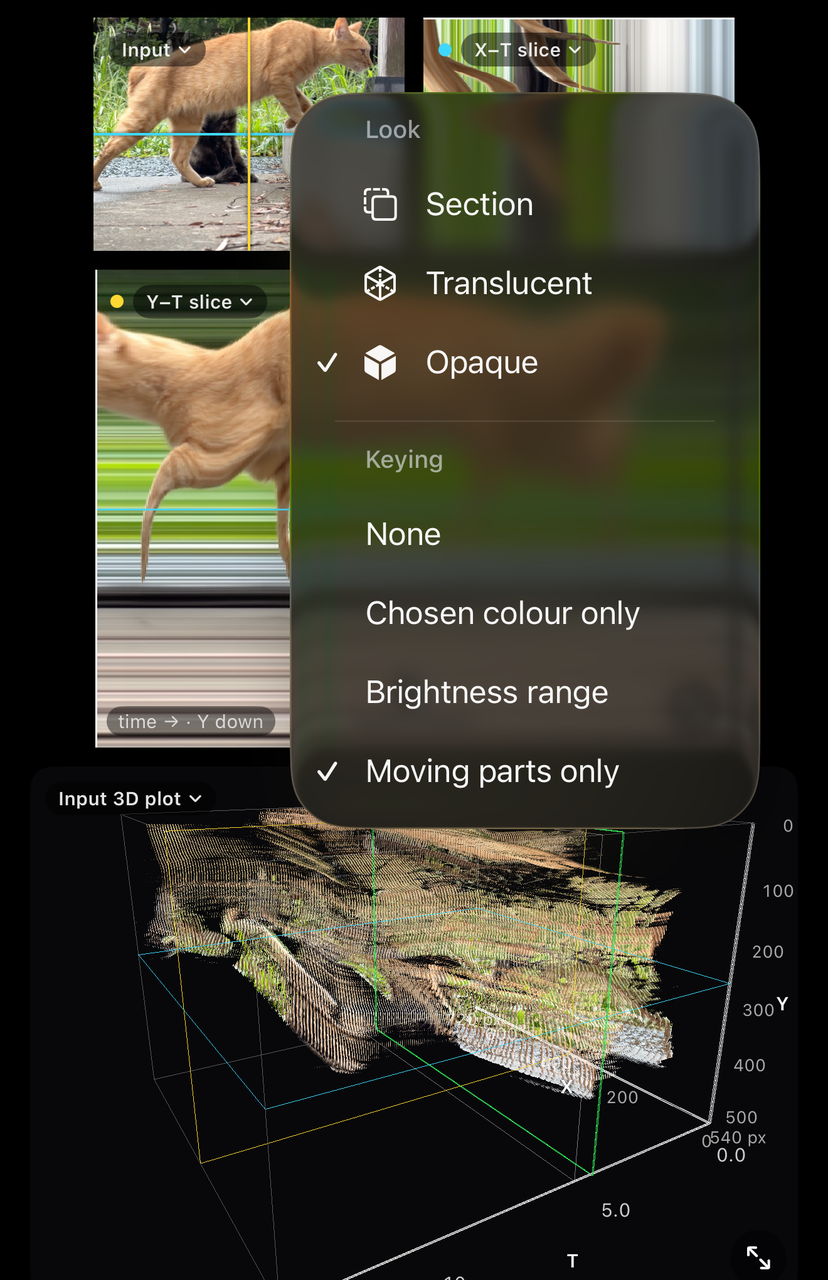 Input
X–T slice
Look
Section
Translucent
Opaque
Y–T slice
Keying
None
Chosen colour only
Brightness range
Moving parts only
time → · Y down
Input 3D plot
0
100
200
300
Y
400
X
200
500
0
540 px
0.0
5.0
T